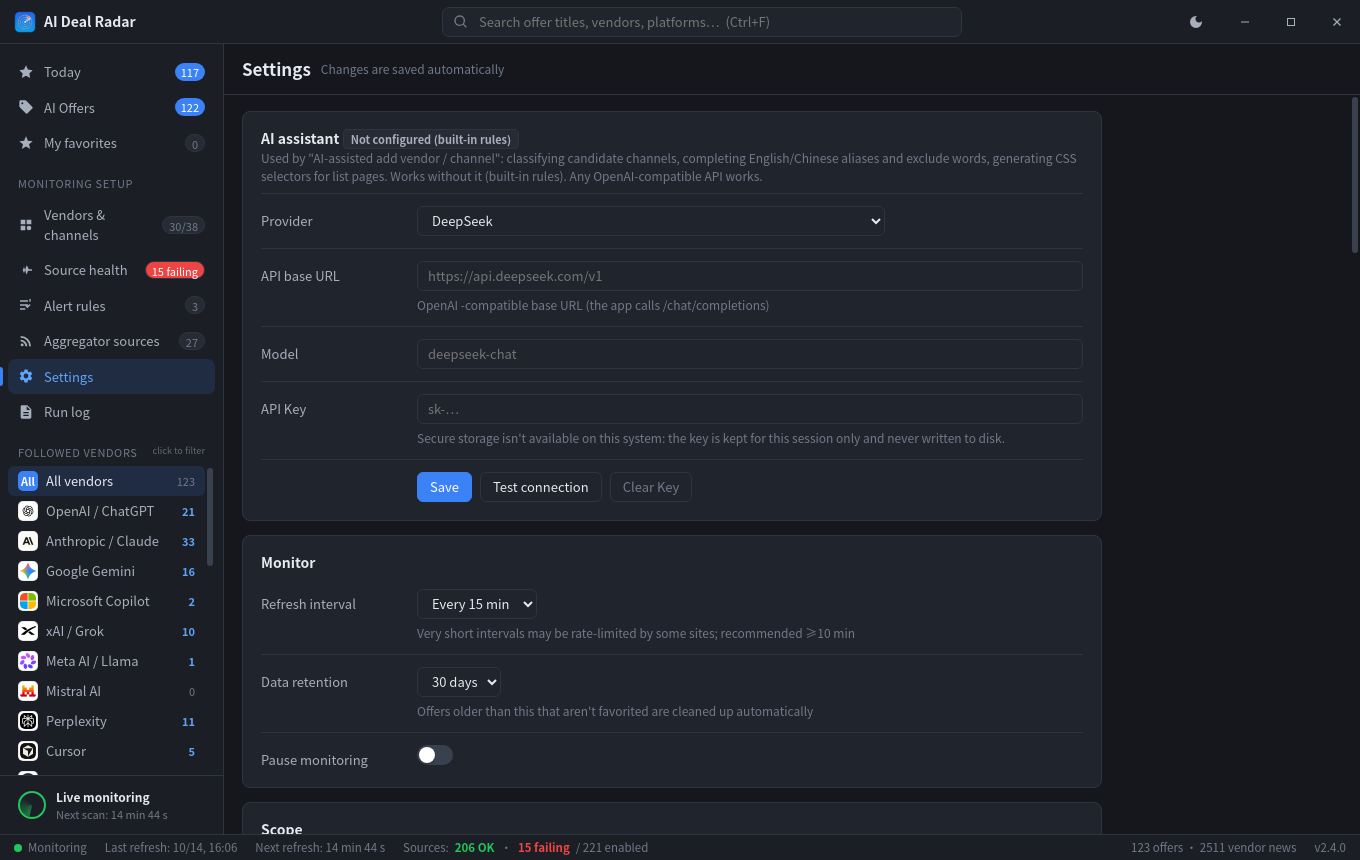 AI Deal Radar
Search offer titles, vendors, platforms… (Ctrl+F)
Today 117
AI Offers 122
My favorites 0
MONITORING SETUP
Vendors & channels 30/38
Source health 15 failing
Alert rules 3
Aggregator sources 27
Settings
Run log
FOLLOWED VENDORS click to filter
All All vendors 123
OpenAI / ChatGPT 21
Anthropic / Claude 33
Google Gemini 16
Microsoft Copilot 2
xAI / Grok 10
Meta AI / Llama 1
Mistral AI 0
Perplexity 11
Cursor 5
Live monitoring
Next scan: 14 min 44 s
Settings Changes are saved automatically
AI assistant Not configured (built-in rules)
Used by "AI-assisted add vendor / channel": classifying candidate channels, completing English/Chinese aliases and exclude words, generating CSS
selectors for list pages. Works without it (built-in rules). Any OpenAI-compatible API works.
Provider DeepSeek
API base URL https://api.deepseek.com/v1
OpenAI -compatible base URL (the app calls /chat/completions)
Model deepseek-chat
API Key sk-…
Secure storage isn't available on this system: the key is kept for this session only and never written to disk.
Save Test connection Clear Key
Monitor
Refresh interval Every 15 min
Very short intervals may be rate-limited by some sites; recommended ≥10 min
Data retention 30 days
Offers older than this that aren't favorited are cleaned up automatically
Pause monitoring
Scope
Monitoring Last refresh: 10/14, 16:06 Next refresh: 14 min 44 s Sources: 206 OK · 15 failing / 221 enabled 123 offers · 2511 vendor news v2.4.0